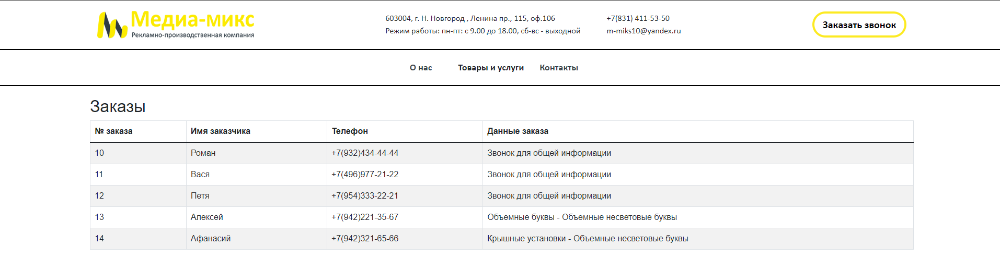 Медиа-микс
Рекламно-производственная компания
603004, г. Н. Новгород , Ленина пр., 115, оф.106
Режим работы: пн-пт: с 9.00 до 18.00, сб-вс - выходной
+7(831) 411-53-50
m-miks10@yandex.ru
Заказать звонок
О нас Товары и услуги Контакты
Заказы
№ заказа Имя заказчика Телефон Данные заказа
10 Роман +7(932)434-44-44 Звонок для общей информации
11 Вася +7(496)977-21-22 Звонок для общей информации
12 Петя +7(954)333-22-21 Звонок для общей информации
13 Алексей +7(942)221-35-67 Объемные буквы - Объемные несветовые буквы
14 Афанасий +7(942)321-65-66 Крышные установки - Объемные несветовые буквы